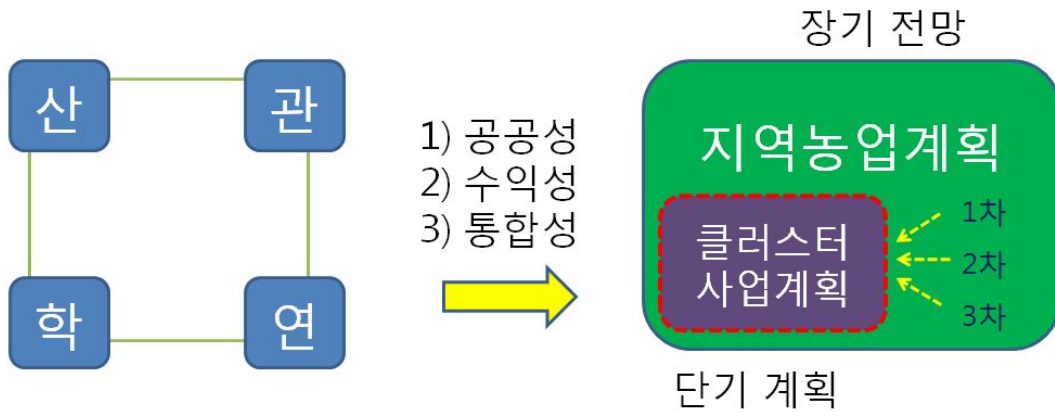 산
관
학
연
1) 공공성
2) 수익성
3) 통합성
장기 전망
지역농업계획
클러스터
사업계획
1차
2차
3차
단기 계획